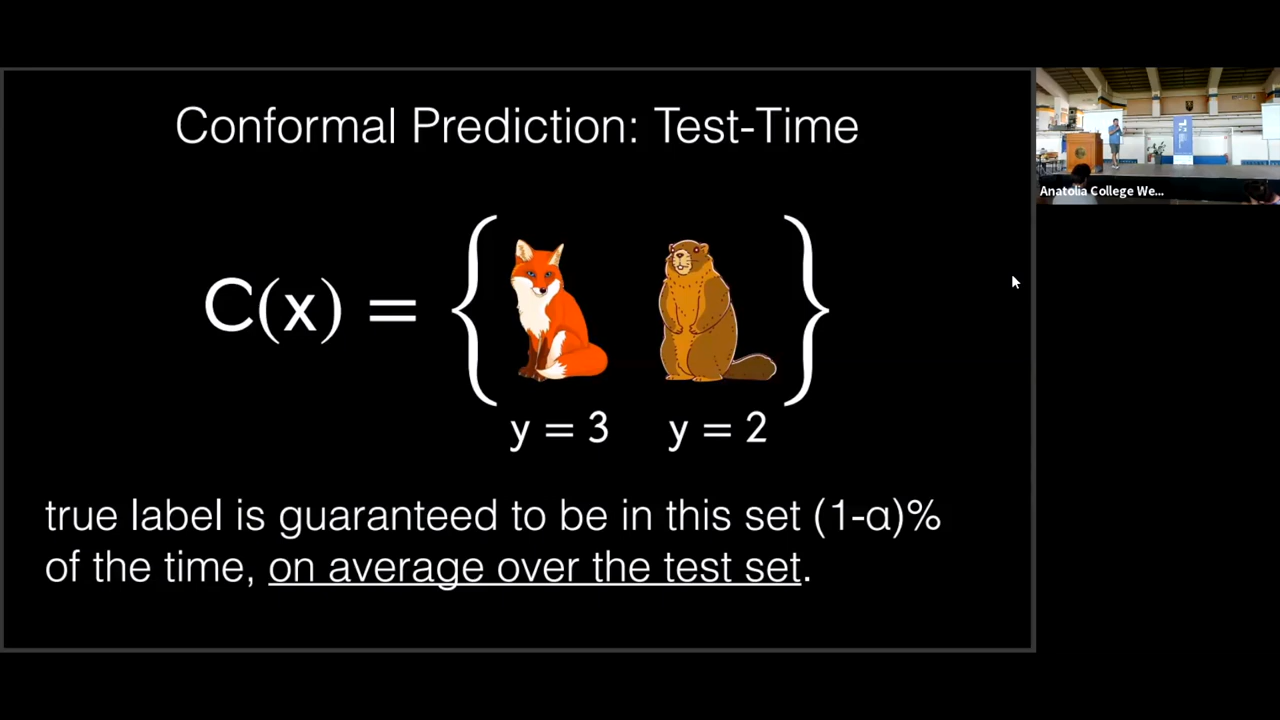 Conformal Prediction: Test-Time
C(x) = { }
y = 3 y = 2
true label is guaranteed to be in this set (1-α)%
of the time, on average over the test set.
Anatolia College We...